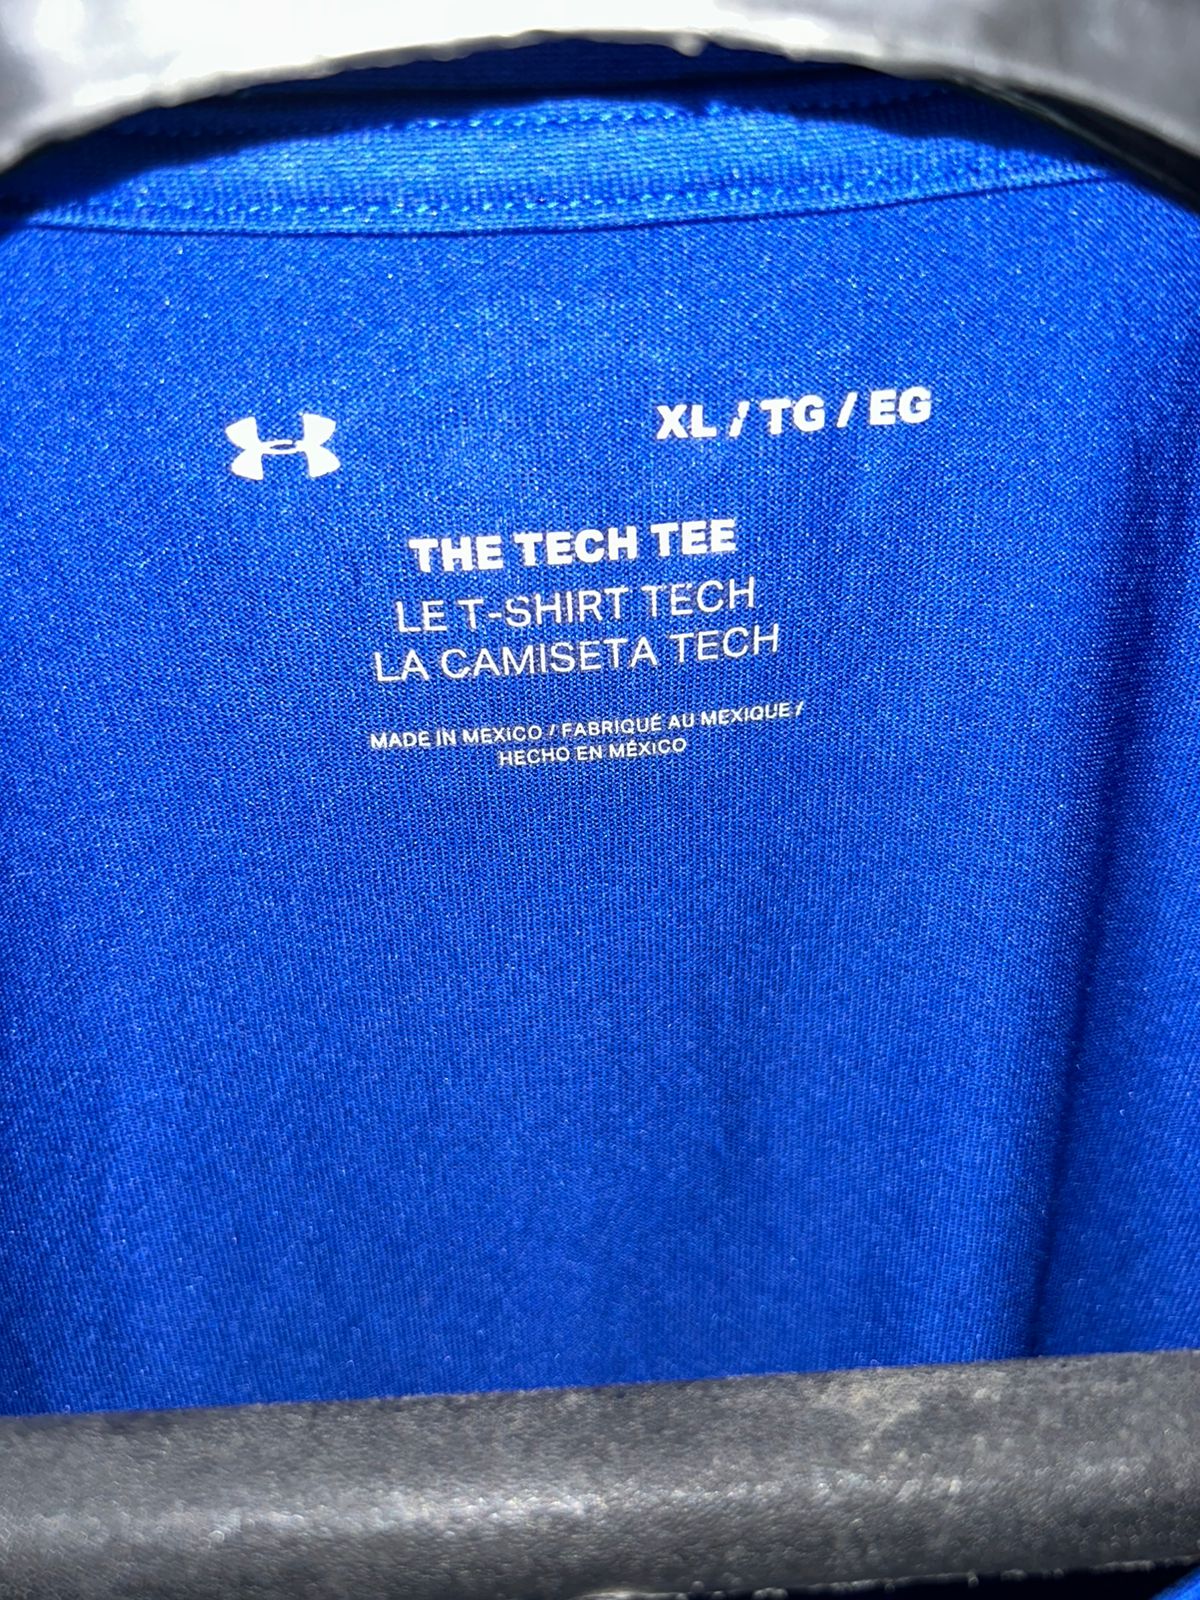 XL / TG / EG
THE TECH TEE
LE T-SHIRT TECH
LA CAMISETA TECH
MADE IN MEXICO / FABRIQUÉ AU MEXIQUE /
HECHO EN MÉXICO